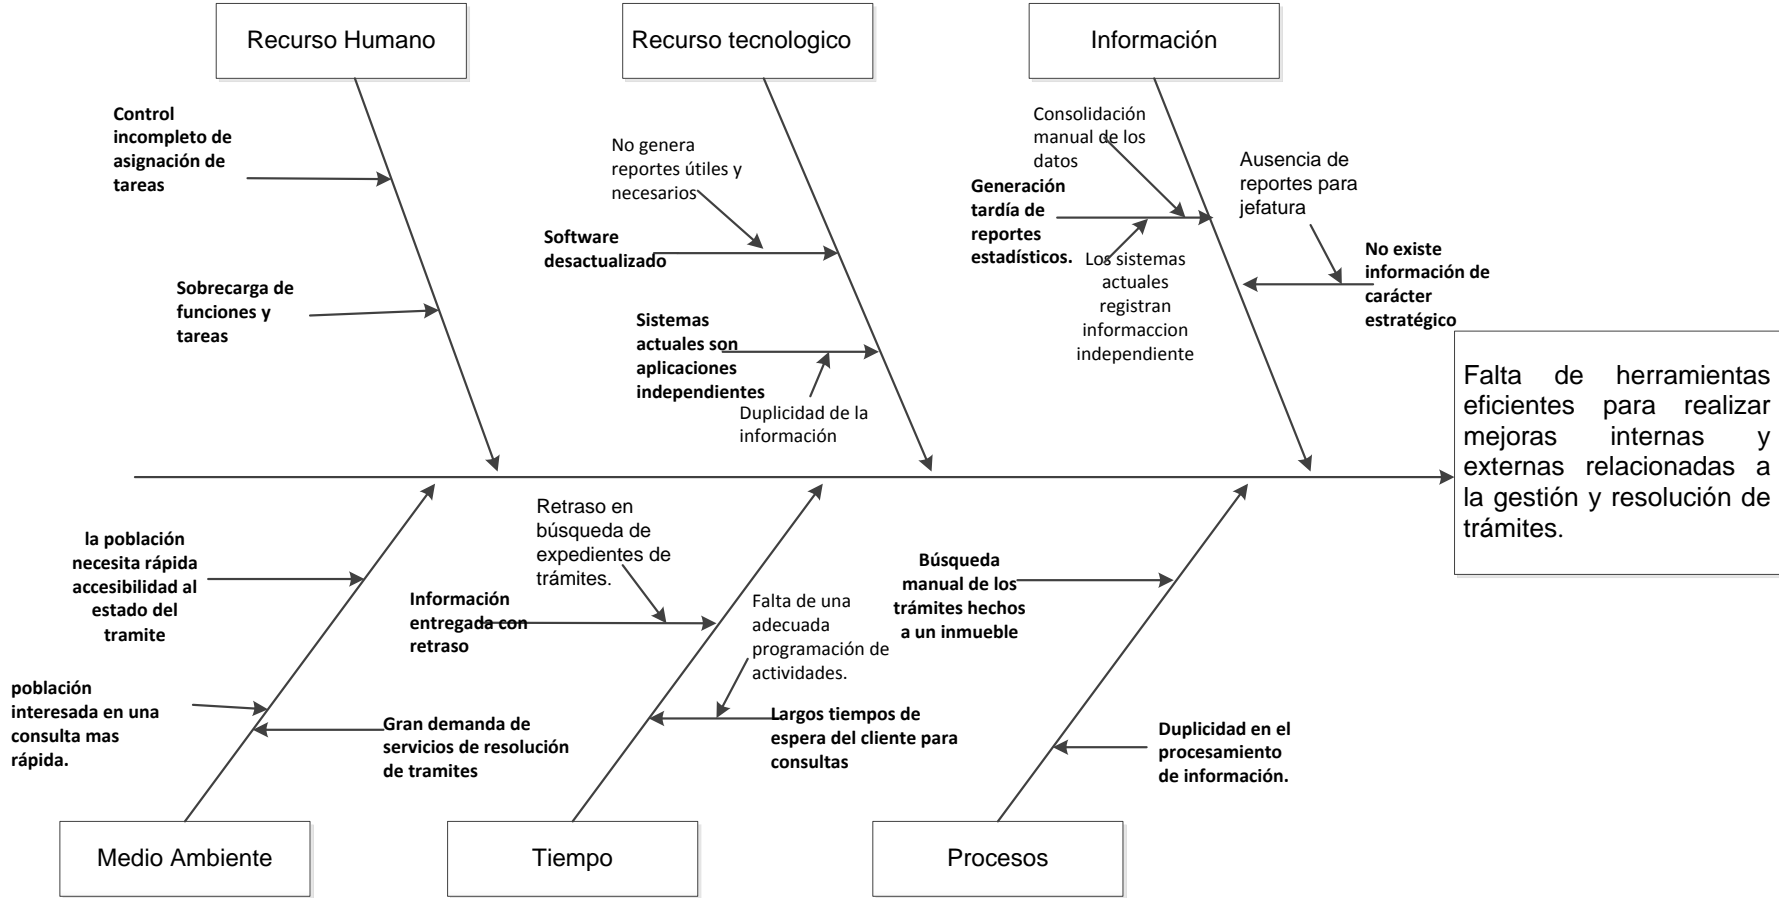 Recurso Humano
Recurso tecnologico
Información
Control
incompleto de
asignación de
tareas
Sobrecarga de
funciones y
tareas
No genera
reportes útiles y
necesarios
Software
desactualizado
Sistemas
actuales son
aplicaciones
independientes
Duplicidad de la
información
Consolidación
manual de los
datos
Generación
tardía de
reportes
estadísticos.
Los sistemas
actuales
registran
informaccion
independiente
Ausencia de
reportes para
jefatura
No existe
información de
carácter
estratégico
Falta de herramientas
eficientes para realizar
mejoras internas y
externas relacionadas a
la gestión y resolución de
trámites.
la población
necesita rápida
accesibilidad al
estado del
tramite
población
interesada en una
consulta mas
rápida.
Gran demanda de
servicios de resolución
de tramites
Retraso en
búsqueda de
expedientes de
trámites.
Información
entregada con
retraso
Falta de una
adecuada
programación de
actividades.
Largos tiempos de
espera del cliente para
consultas
Búsqueda
manual de los
trámites hechos
a un inmueble
Duplicidad en el
procesamiento
de información.
Medio Ambiente
Tiempo
Procesos